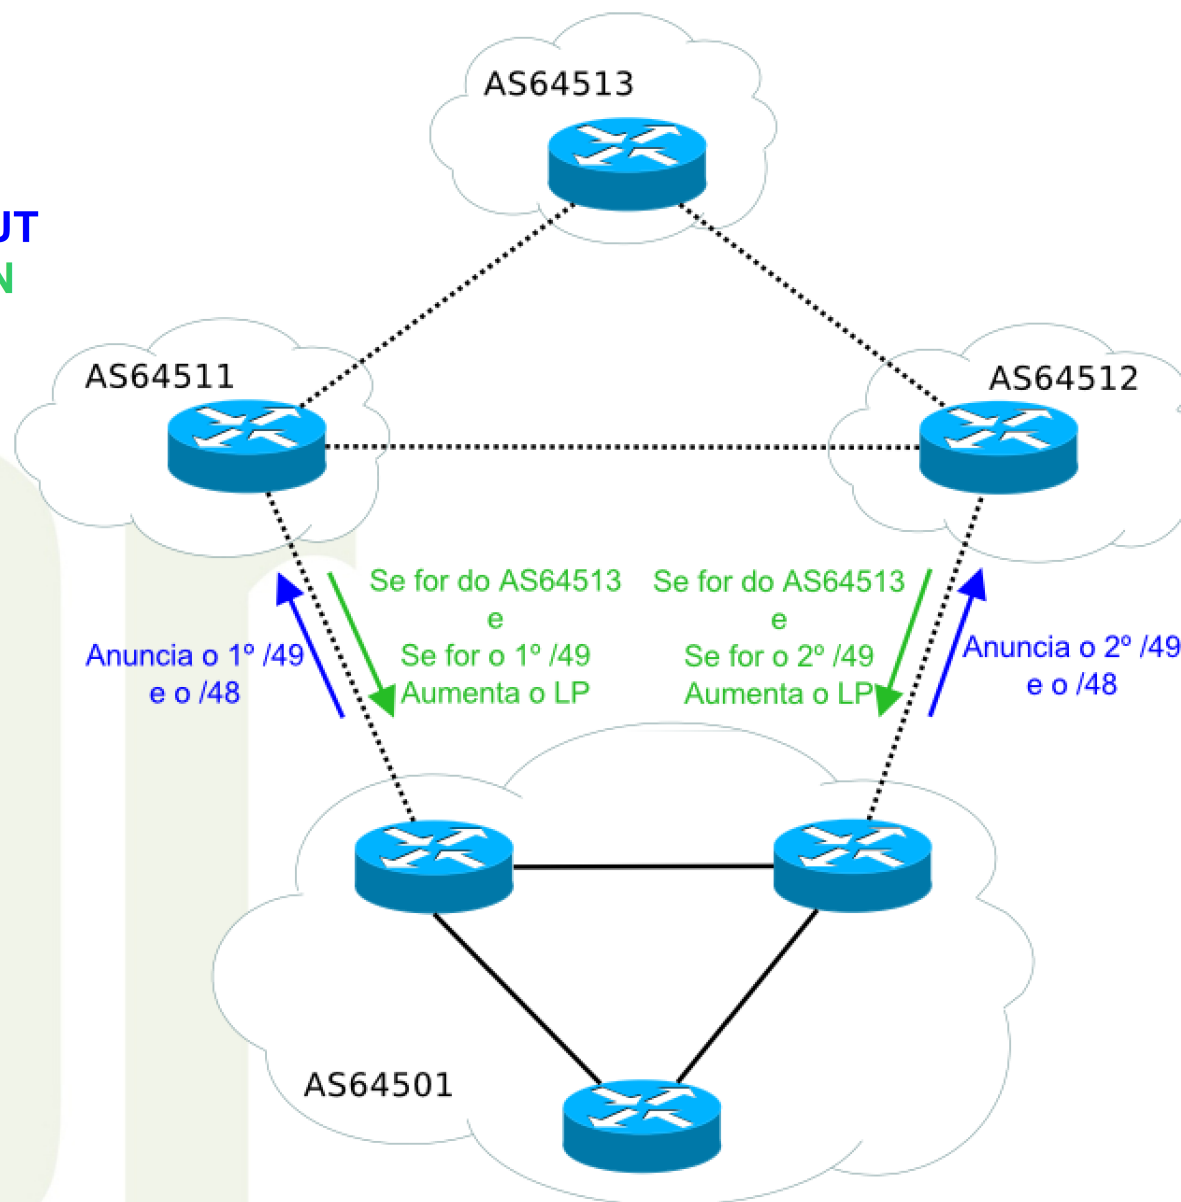 AS64513
UT
N
AS64511
AS64512
Se for do AS64513
e
Se for o 1º /49
Aumenta o LP
Se for do AS64513
e
Se for o 2º /49
Aumenta o LP
Anuncia o 1º /49
e o /48
Anuncia o 2º /49
e o /48
AS64501